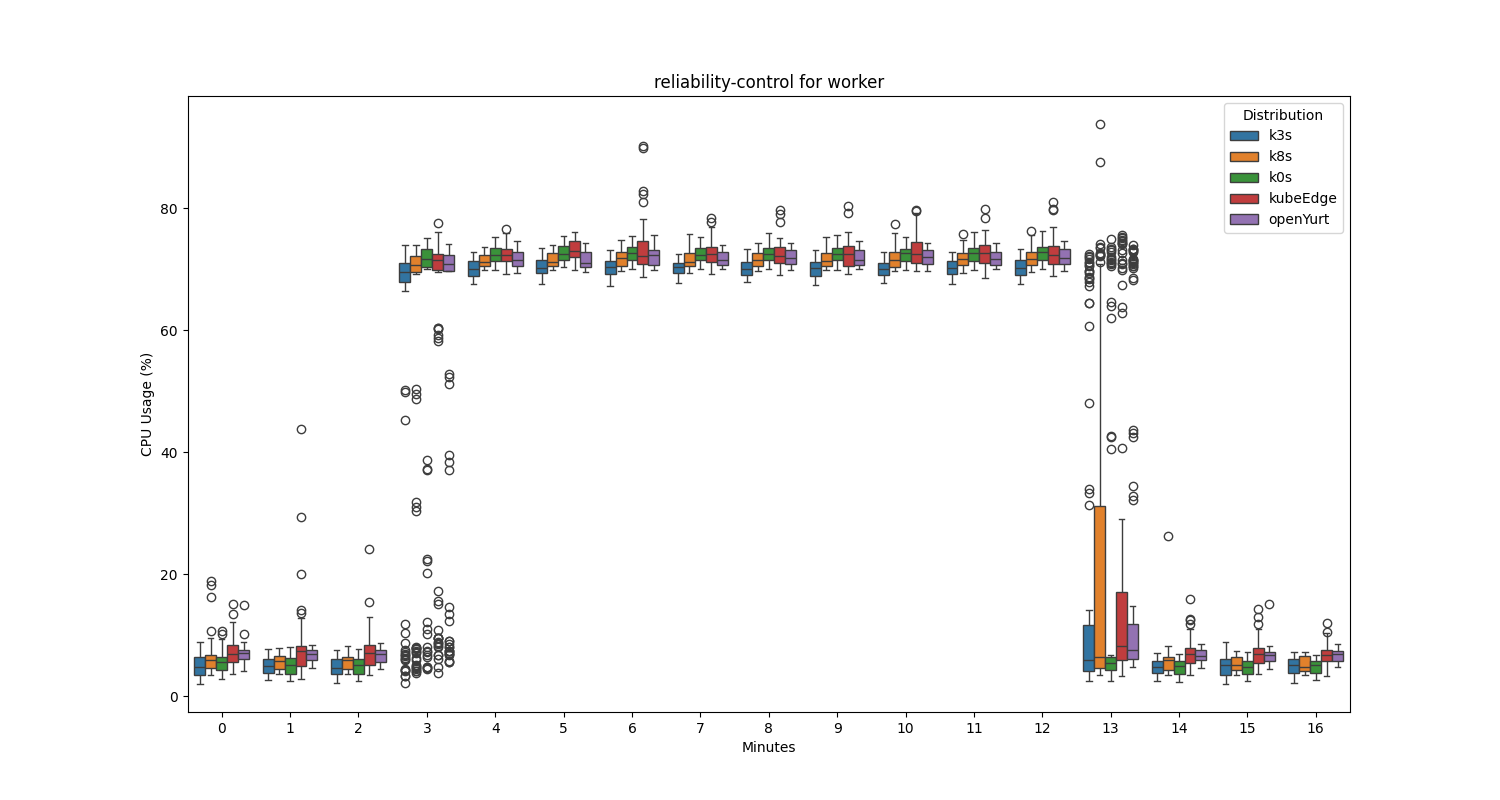 reliability-control for worker
Distribution
k3s
k8s
k0s
kubeEdge
openYurt
CPU Usage (%)
80
60
40
20
0
0 1 2 3 4 5 6 7 8 9 10 11 12 13 14 15 16
Minutes